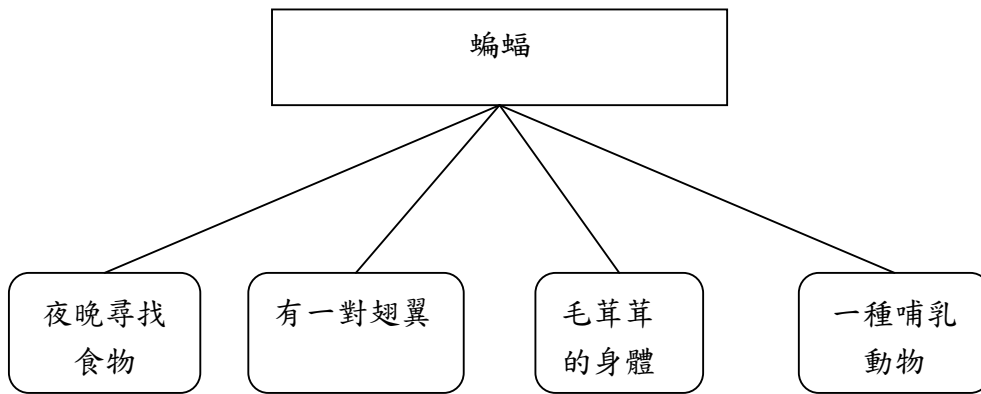 蝙蝠
夜晚尋找
食物
有一對翅翼
毛茸茸
的身體
一種哺乳
動物